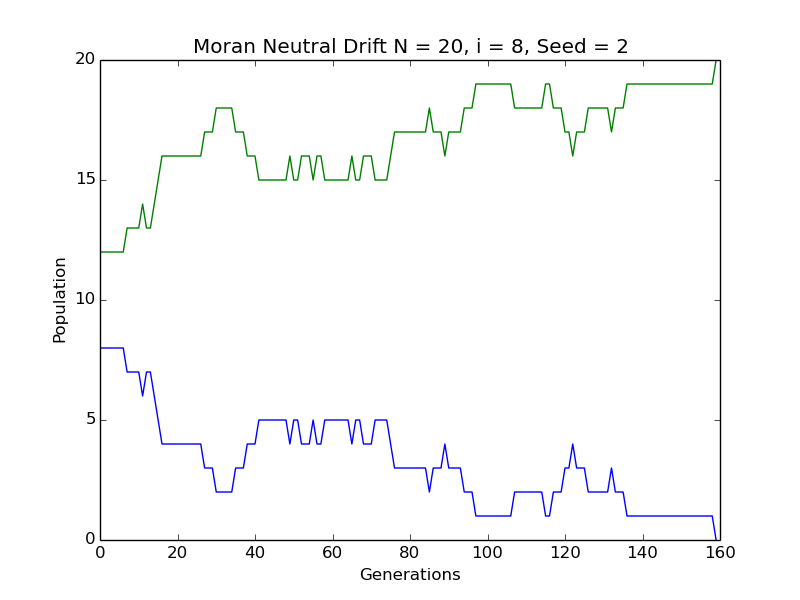 Moran Neutral Drift N = 20, i = 8, Seed = 2
20
15
10
5
0
Population
0 20 40 60 80 100 120 140 160
Generations